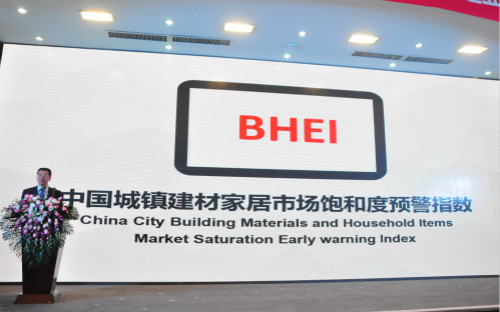 BHEI
中国城镇建材家居市场饱和度预警指数
China City Building Materials and Household Items
Market Saturation Early warning Index